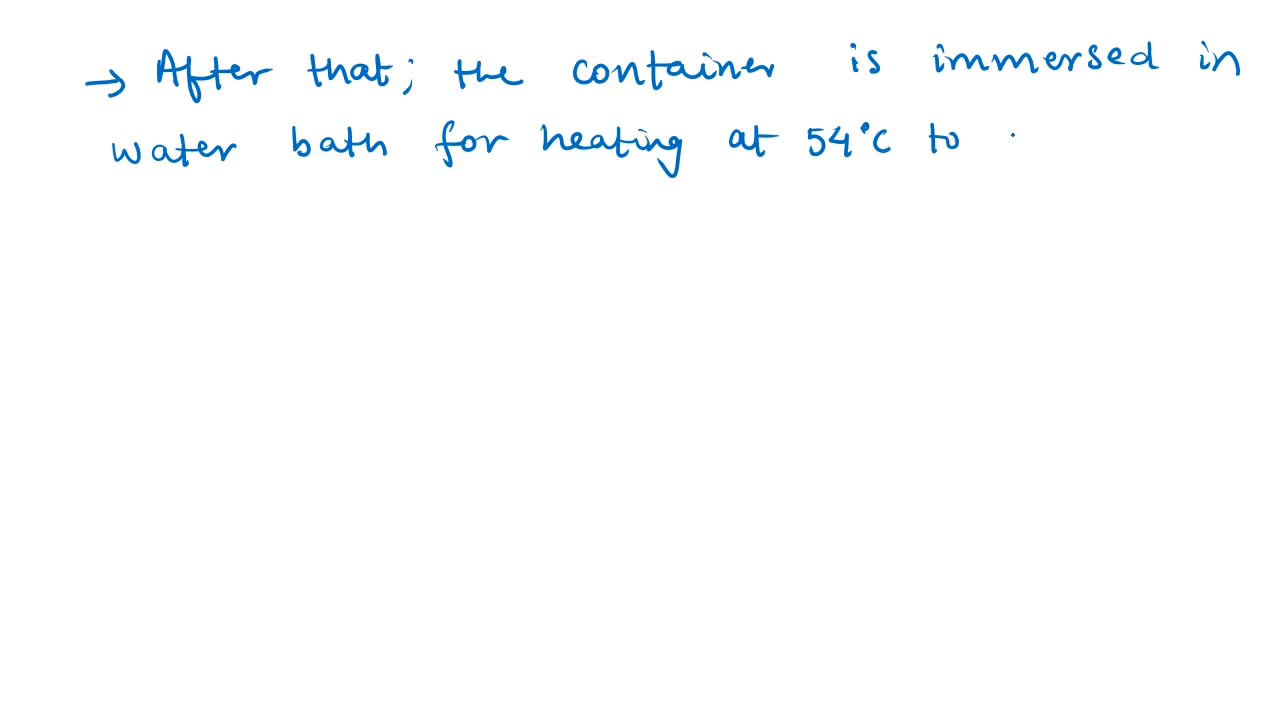 → After that; the container is immersed in
water bath for heating at 54°C to